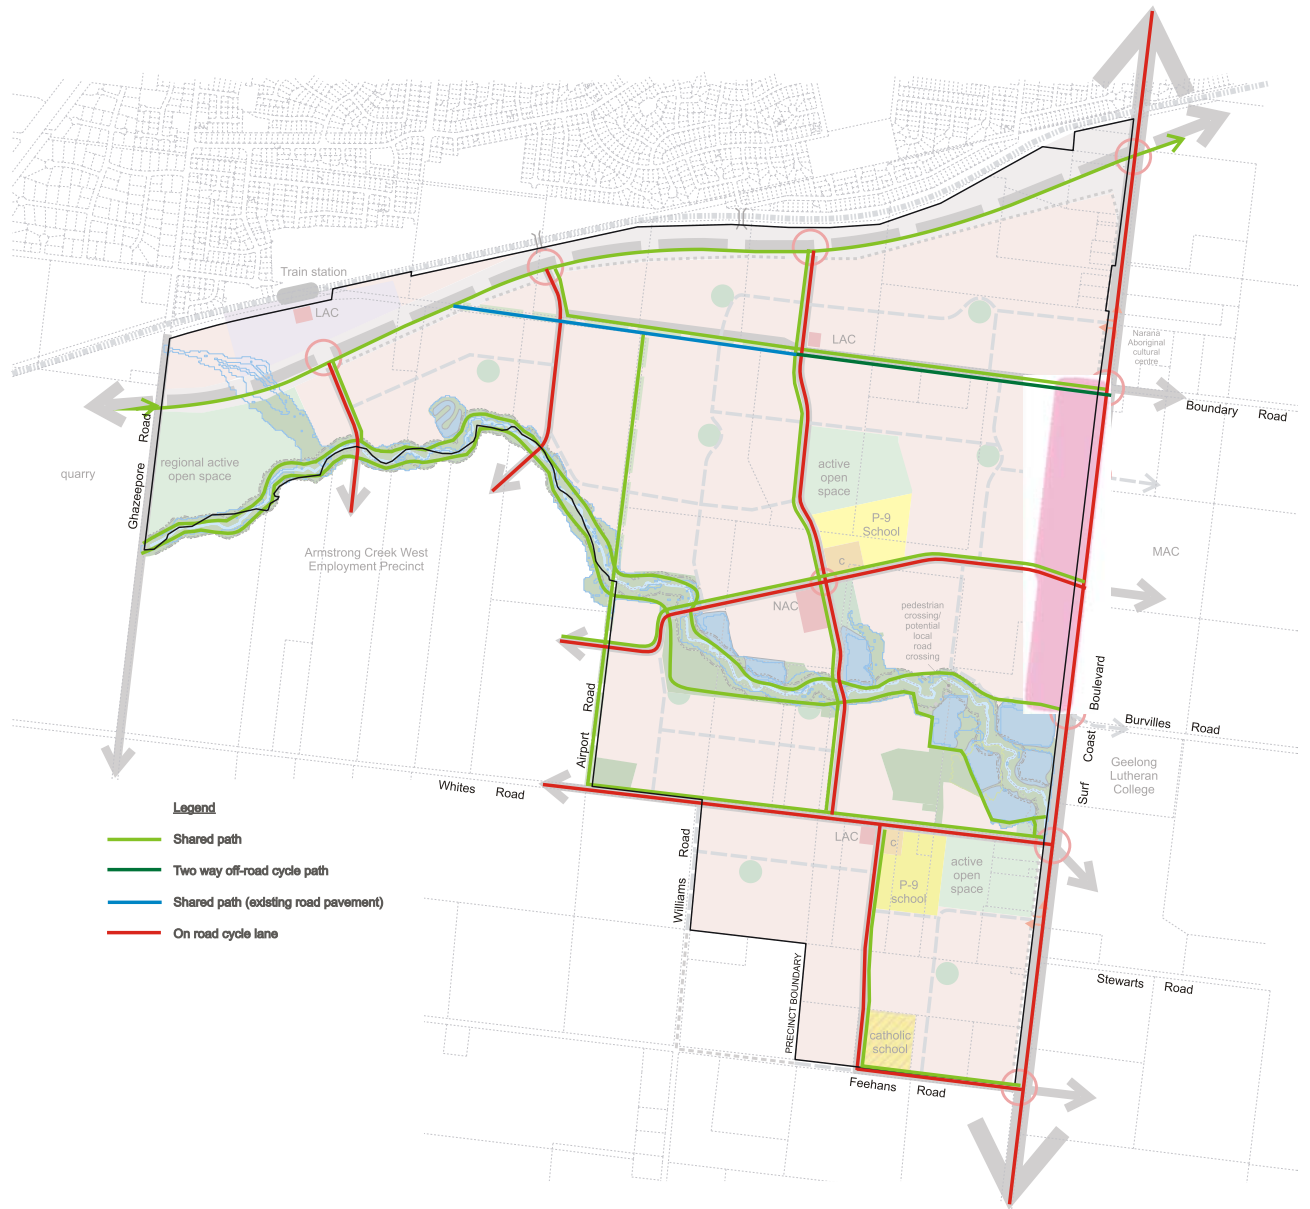 Train station
LAC
LAC
Narana
Aboriginal
cultural
centre
Boundary Road
Ghazeepore Road
quarry
regional active
open space
active
open
space
P-9
School
C
Armstrong Creek West
Employment Precinct
MAC
NAC
pedestrian
crossing/
potential
local
road
crossing
Airport Road
Surf Coast Boulevard
Burvilles Road
Geelong
Lutheran
College
Whites Road
Legend
Shared path
Two way off-road cycle path
Shared path (existing road pavement)
On road cycle lane
Williams Road
LAC
C
P-9
school
active
open
space
PRECINCT BOUNDARY
Stewarts Road
catholic
school
Feehans Road